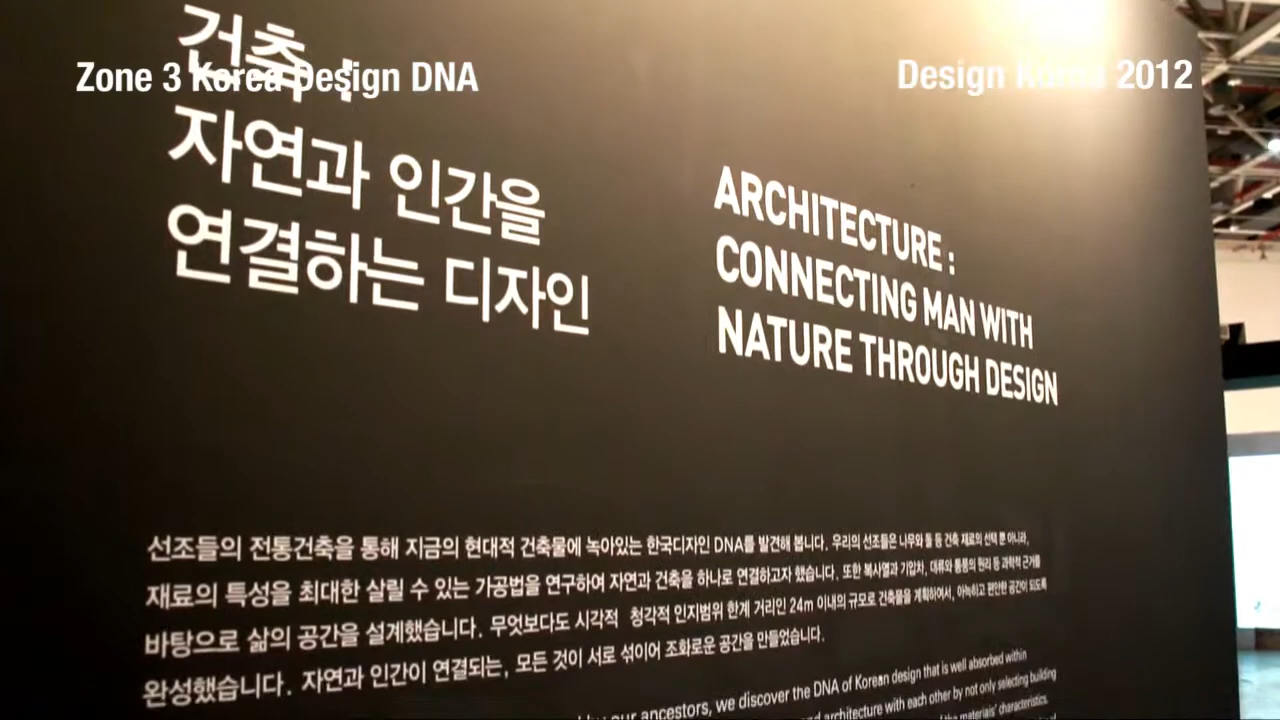 Zone 3 Korea Design DNA
Design Korea 2012
건축 :
자연과 인간을
연결하는 디자인
ARCHITECTURE :
CONNECTING MAN WITH
NATURE THROUGH DESIGN
선조들의 전통건축을 통해 지금의 현대적 건축물에 녹아있는 한국디자인 DNA를 발견해 봅니다. 우리의 선조들은 나무와 돌 등 건축 재료의 선택 뿐 아니라,
재료의 특성을 최대한 살릴 수 있는 가공법을 연구하여 자연과 건축을 하나로 연결하고자 했습니다. 또한 복사열과 기압차, 대류와 통풍의 원리 등 과학적 근거를
바탕으로 삶의 공간을 설계했습니다. 무엇보다도 시각적 청각적 인지범위 한계 거리인 24m 이내의 규모로 건축물을 계획하여서, 아늑하고 편안한 공간이 되도록
완성했습니다. 자연과 인간이 연결되는, 모든 것이 서로 섞이어 조화로운 공간을 만들었습니다.
by our ancestors, we discover the DNA of Korean design that is well absorbed within
architecture with each other by not only selecting building
the materials' characteristics.